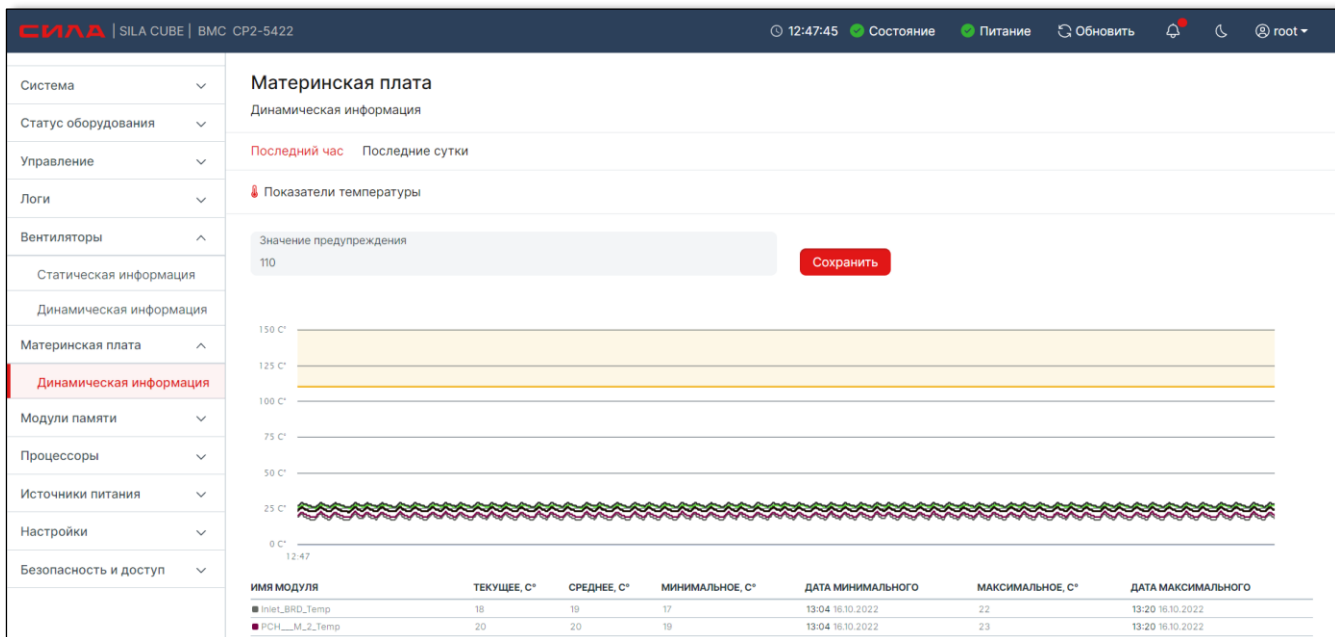 СИЛА | SILA CUBE | BMC CP2-5422 12:47:45 Состояние Питание Обновить root
Система
Статус оборудования
Управление
Логи
Вентиляторы
Статическая информация
Динамическая информация
Материнская плата
Динамическая информация
Модули памяти
Процессоры
Источники питания
Настройки
Безопасность и доступ
Материнская плата
Динамическая информация
Последний час Последние сутки
Показатели температуры
Значение предупреждения
110
Сохранить
150 C°
125 C°
100 C°
75 C°
50 C°
25 C°
0 C°
12:47
ИМЯ МОДУЛЯ ТЕКУЩЕЕ, C° СРЕДНЕЕ, C° МИНИМАЛЬНОЕ, C° ДАТА МИНИМАЛЬНОГО МАКСИМАЛЬНОЕ, C° ДАТА МАКСИМАЛЬНОГО
Inlet_BRD_Temp 18 19 17 13:04 16.10.2022 22 13:20 16.10.2022
PCH__M_2_Temp 20 20 19 13:04 16.10.2022 23 13:20 16.10.2022